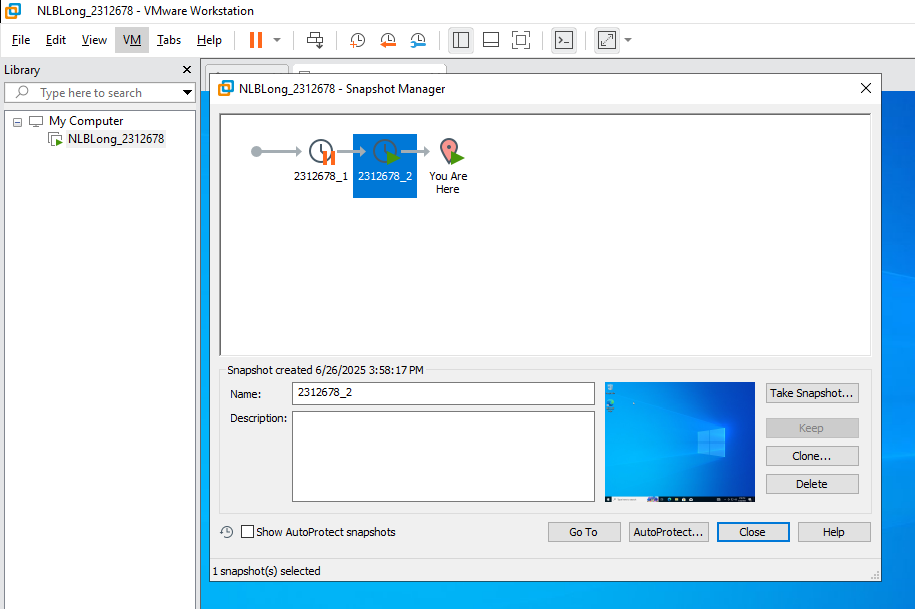 NLBLong_2312678 - VMware Workstation
File Edit View VM Tabs Help
Library
Type here to search
My Computer
NLBLong_2312678
NLBLong_2312678 - Snapshot Manager
2312678_1
2312678_2
You Are
Here
Snapshot created 6/26/2025 3:58:17 PM
Name: 2312678_2
Take Snapshot...
Description:
Keep
Clone...
Delete
Show AutoProtect snapshots
Go To
AutoProtect...
Close
Help
1 snapshot(s) selected